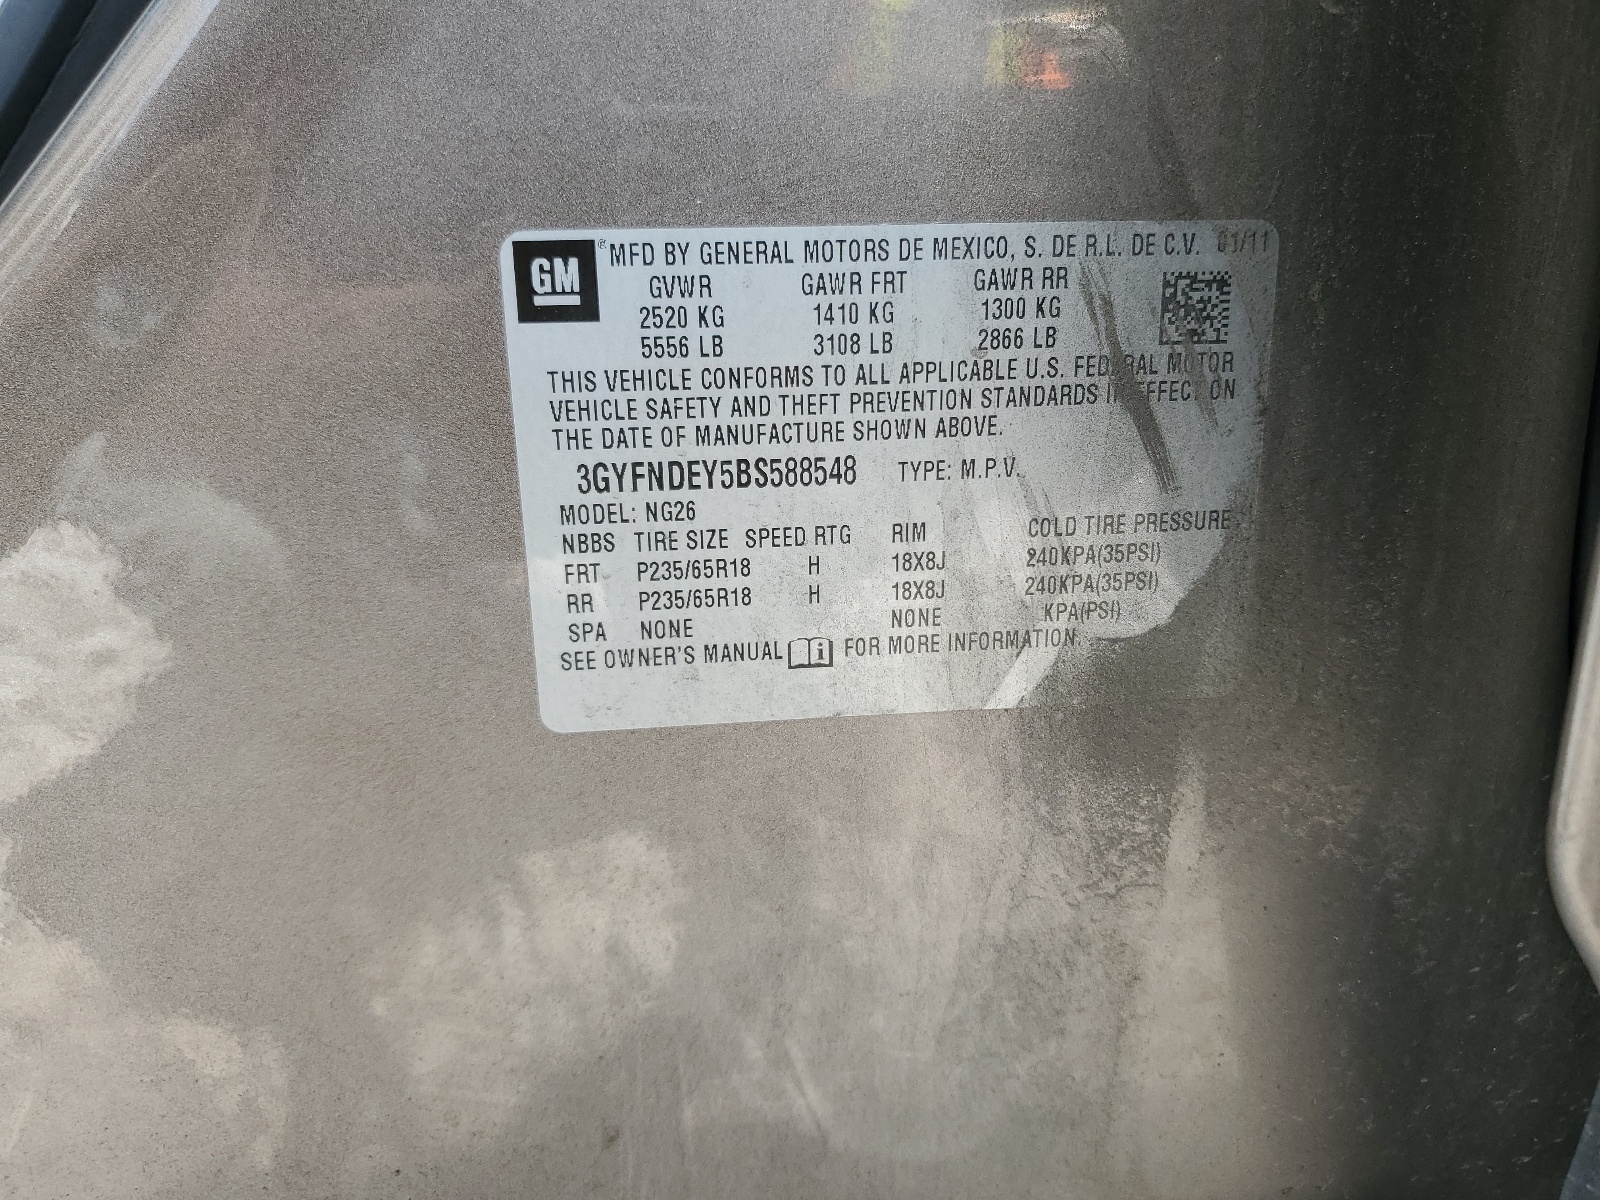 GM ® MFD BY GENERAL MOTORS DE MEXICO, S. DE R.L. DE C.V. 01/11
GVWR GAWR FRT GAWR RR
2520 KG 1410 KG 1300 KG
5556 LB 3108 LB 2866 LB
THIS VEHICLE CONFORMS TO ALL APPLICABLE U.S. FEDERAL MOTOR
VEHICLE SAFETY AND THEFT PREVENTION STANDARDS IN EFFECT ON
THE DATE OF MANUFACTURE SHOWN ABOVE.
3GYFNDEY5BS588548 TYPE: M.P.V.
MODEL: NG26
NBBS TIRE SIZE SPEED RTG RIM COLD TIRE PRESSURE
FRT P235/65R18 H 18X8J 240KPA(35PSI)
RR P235/65R18 H 18X8J 240KPA(35PSI)
SPA NONE NONE KPA(PSI)
SEE OWNER'S MANUAL i FOR MORE INFORMATION.